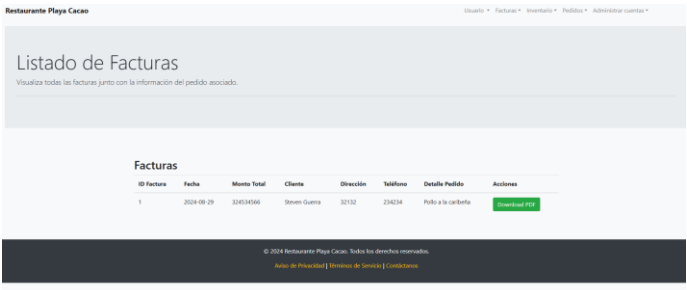 Restaurante Playa Cacao
Usuario Facturas Inventario Pedidos Administrar cuentas
Listado de Facturas
Visualiza todas las facturas junto con la información del pedido asociado.
Facturas
ID Factura Fecha Monto Total Cliente Dirección Teléfono Detalle Pedido Acciones
1 2024-08-29 324534566 Steven Guerra 32132 234234 Pollo a la caribeña Download PDF
© 2024 Restaurante Playa Cacao. Todos los derechos reservados.
Aviso de Privacidad | Términos de Servicio | Contáctanos